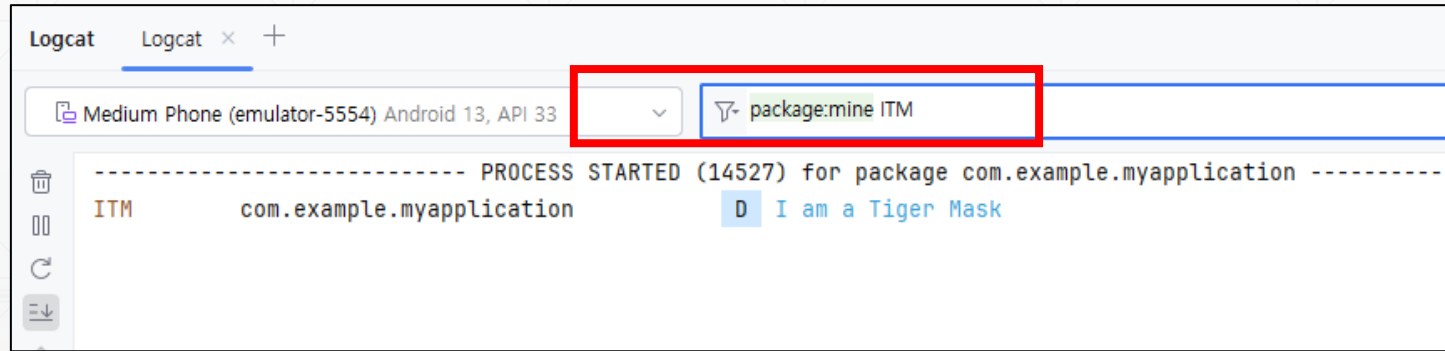 Logcat Logcat × +
Medium Phone (emulator-5554) Android 13, API 33 package:mine ITM
---------------------------- PROCESS STARTED (14527) for package com.example.myapplication ----------
ITM com.example.myapplication D I am a Tiger Mask